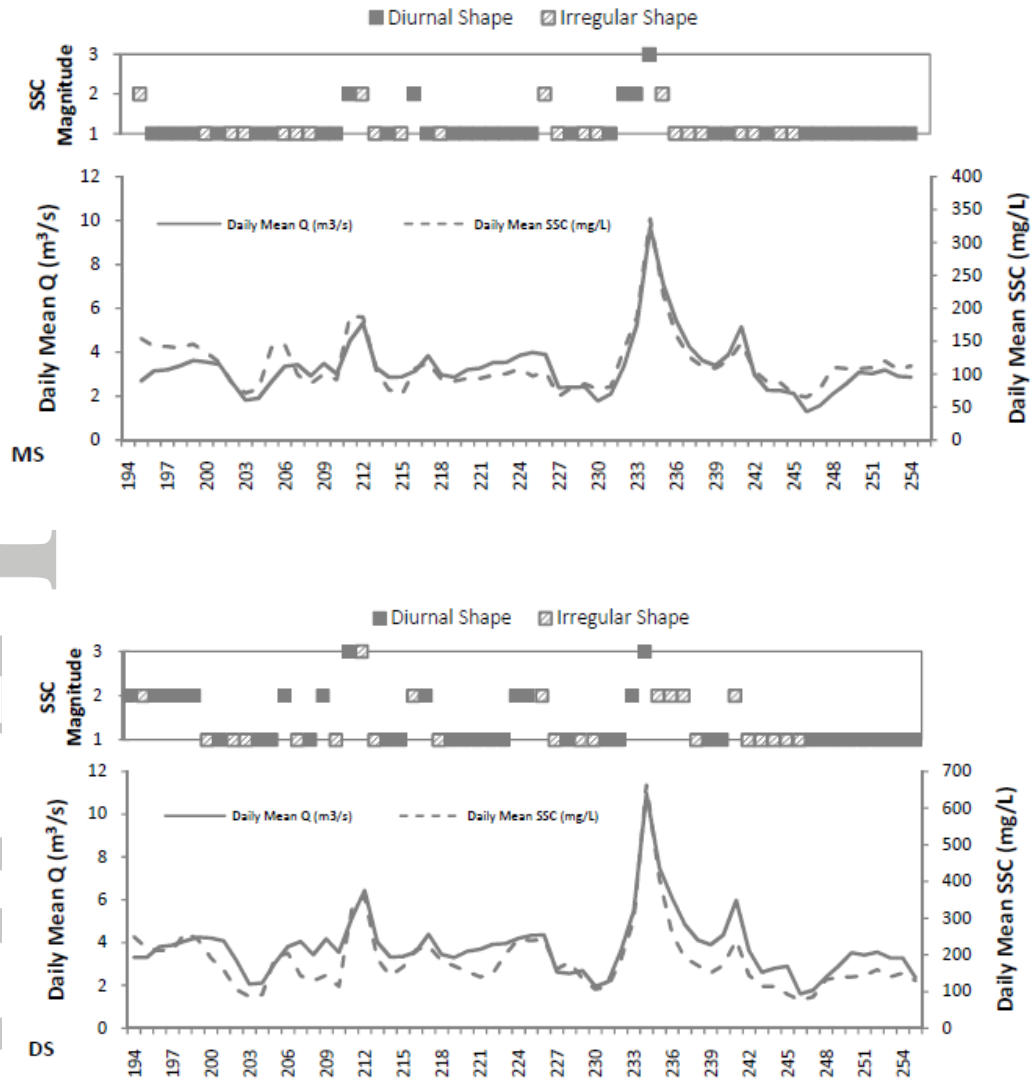 Diurnal Shape Irregular Shape
SSC
Magnitude
3
2
1
Daily Mean Q (m³/s)
12
10
8
6
4
2
0
Daily Mean Q (m3/s) Daily Mean SSC (mg/L)
400
350
300
250
200
150
100
50
0
Daily Mean SSC (mg/L)
MS
194 197 200 203 206 209 212 215 218 221 224 227 230 233 236 239 242 245 248 251 254
Diurnal Shape Irregular Shape
SSC
Magnitude
3
2
1
Daily Mean Q (m³/s)
12
10
8
6
4
2
0
Daily Mean Q (m3/s) Daily Mean SSC (mg/L)
700
600
500
400
300
200
100
0
Daily Mean SSC (mg/L)
DS
194 197 200 203 206 209 212 215 218 221 224 227 230 233 236 239 242 245 248 251 254